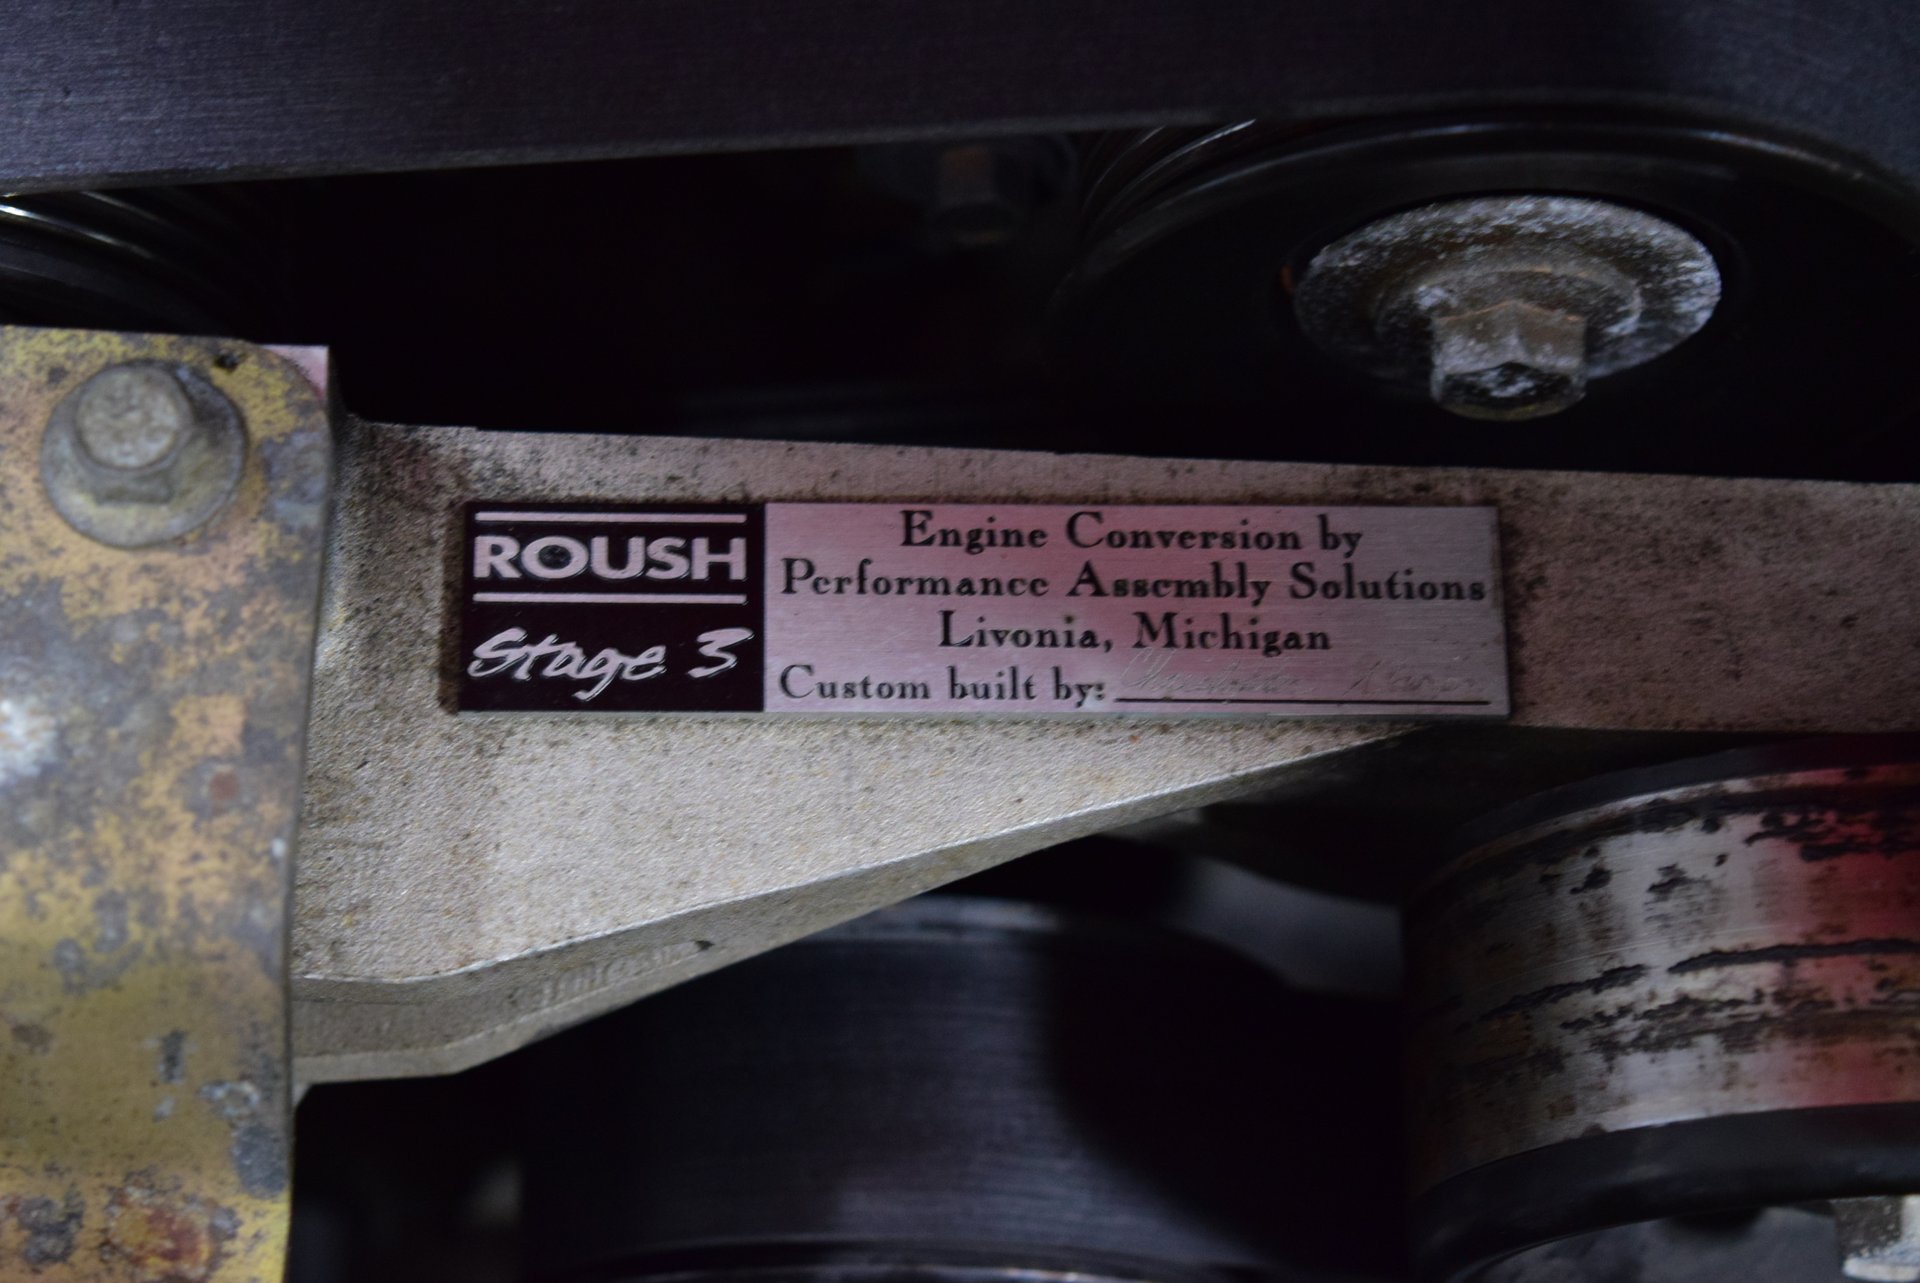 ROUSH
Stage 3
Engine Conversion by
Performance Assembly Solutions
Livonia, Michigan
Custom built by: